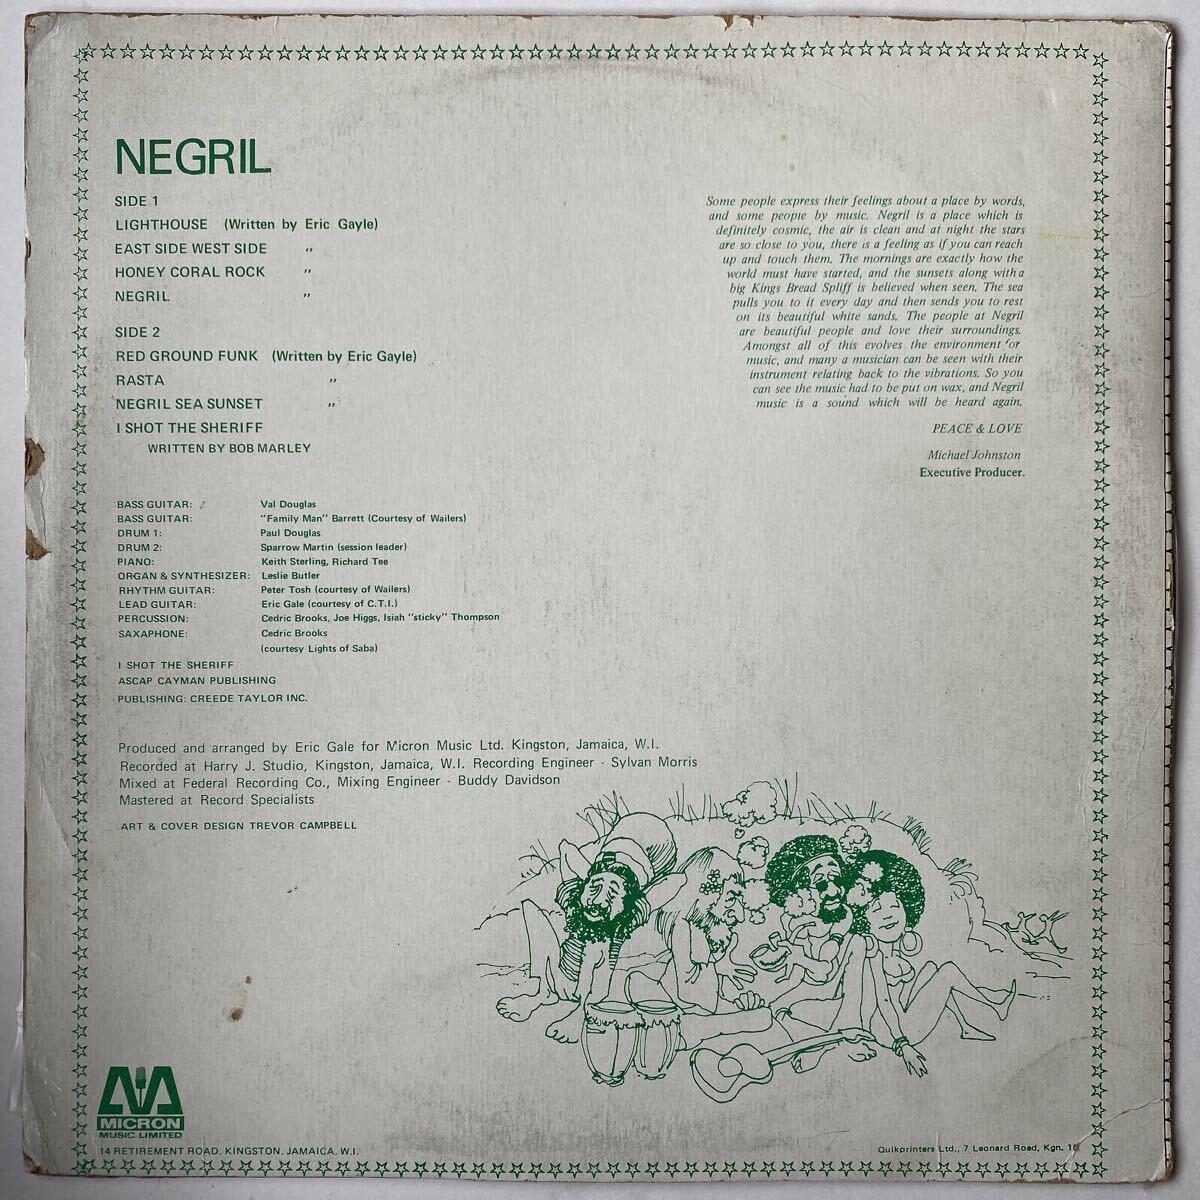 NEGRIL
SIDE 1
LIGHTHOUSE (Written by Eric Gayle)
EAST SIDE WEST SIDE "
HONEY CORAL ROCK "
NEGRIL "
SIDE 2
RED GROUND FUNK (Written by Eric Gayle)
RASTA "
NEGRIL SEA SUNSET "
I SHOT THE SHERIFF
WRITTEN BY BOB MARLEY
Some people express their feelings about a place by words,
and some people by music. Negril is a place which is
definitely cosmic, the air is clean and at night the stars
are so close to you, there is a feeling as if you can reach
up and touch them. The mornings are exactly how the
world must have started, and the sunsets along with a
big Kings Bread Spliff is believed when seen. The sea
pulls you to it every day and then sends you to rest
on its beautiful white sands. The people at Negril
are beautiful people and love their surroundings.
Amongst all of this evolves the environment for
music, and many a musician can be seen with their
instrument relating back to the vibrations. So you
can see the music had to be put on wax, and Negril
music is a sound which will be heard again.
PEACE & LOVE
Michael Johnston
Executive Producer.
BASS GUITAR: Val Douglas
BASS GUITAR: "Family Man" Barrett (Courtesy of Wailers)
DRUM 1: Paul Douglas
DRUM 2: Sparrow Martin (session leader)
PIANO: Keith Sterling, Richard Tee
ORGAN & SYNTHESIZER: Leslie Butler
RHYTHM GUITAR: Peter Tosh (courtesy of Wailers)
LEAD GUITAR: Eric Gale (courtesy of C.T.I.)
PERCUSSION: Cedric Brooks, Joe Higgs, Isiah "sticky" Thompson
SAXAPHONE: Cedric Brooks
(courtesy Lights of Saba)
I SHOT THE SHERIFF
ASCAP CAYMAN PUBLISHING
PUBLISHING: CREEDE TAYLOR INC.
Produced and arranged by Eric Gale for Micron Music Ltd. Kingston, Jamaica, W.I.
Recorded at Harry J. Studio, Kingston, Jamaica, W.I. Recording Engineer - Sylvan Morris
Mixed at Federal Recording Co., Mixing Engineer - Buddy Davidson
Mastered at Record Specialists
ART & COVER DESIGN TREVOR CAMPBELL
MICRON
MUSIC LIMITED
14 RETIREMENT ROAD, KINGSTON, JAMAICA, W.I.
Quikprinters Ltd., 7 Leonard Road, Kgn. 10